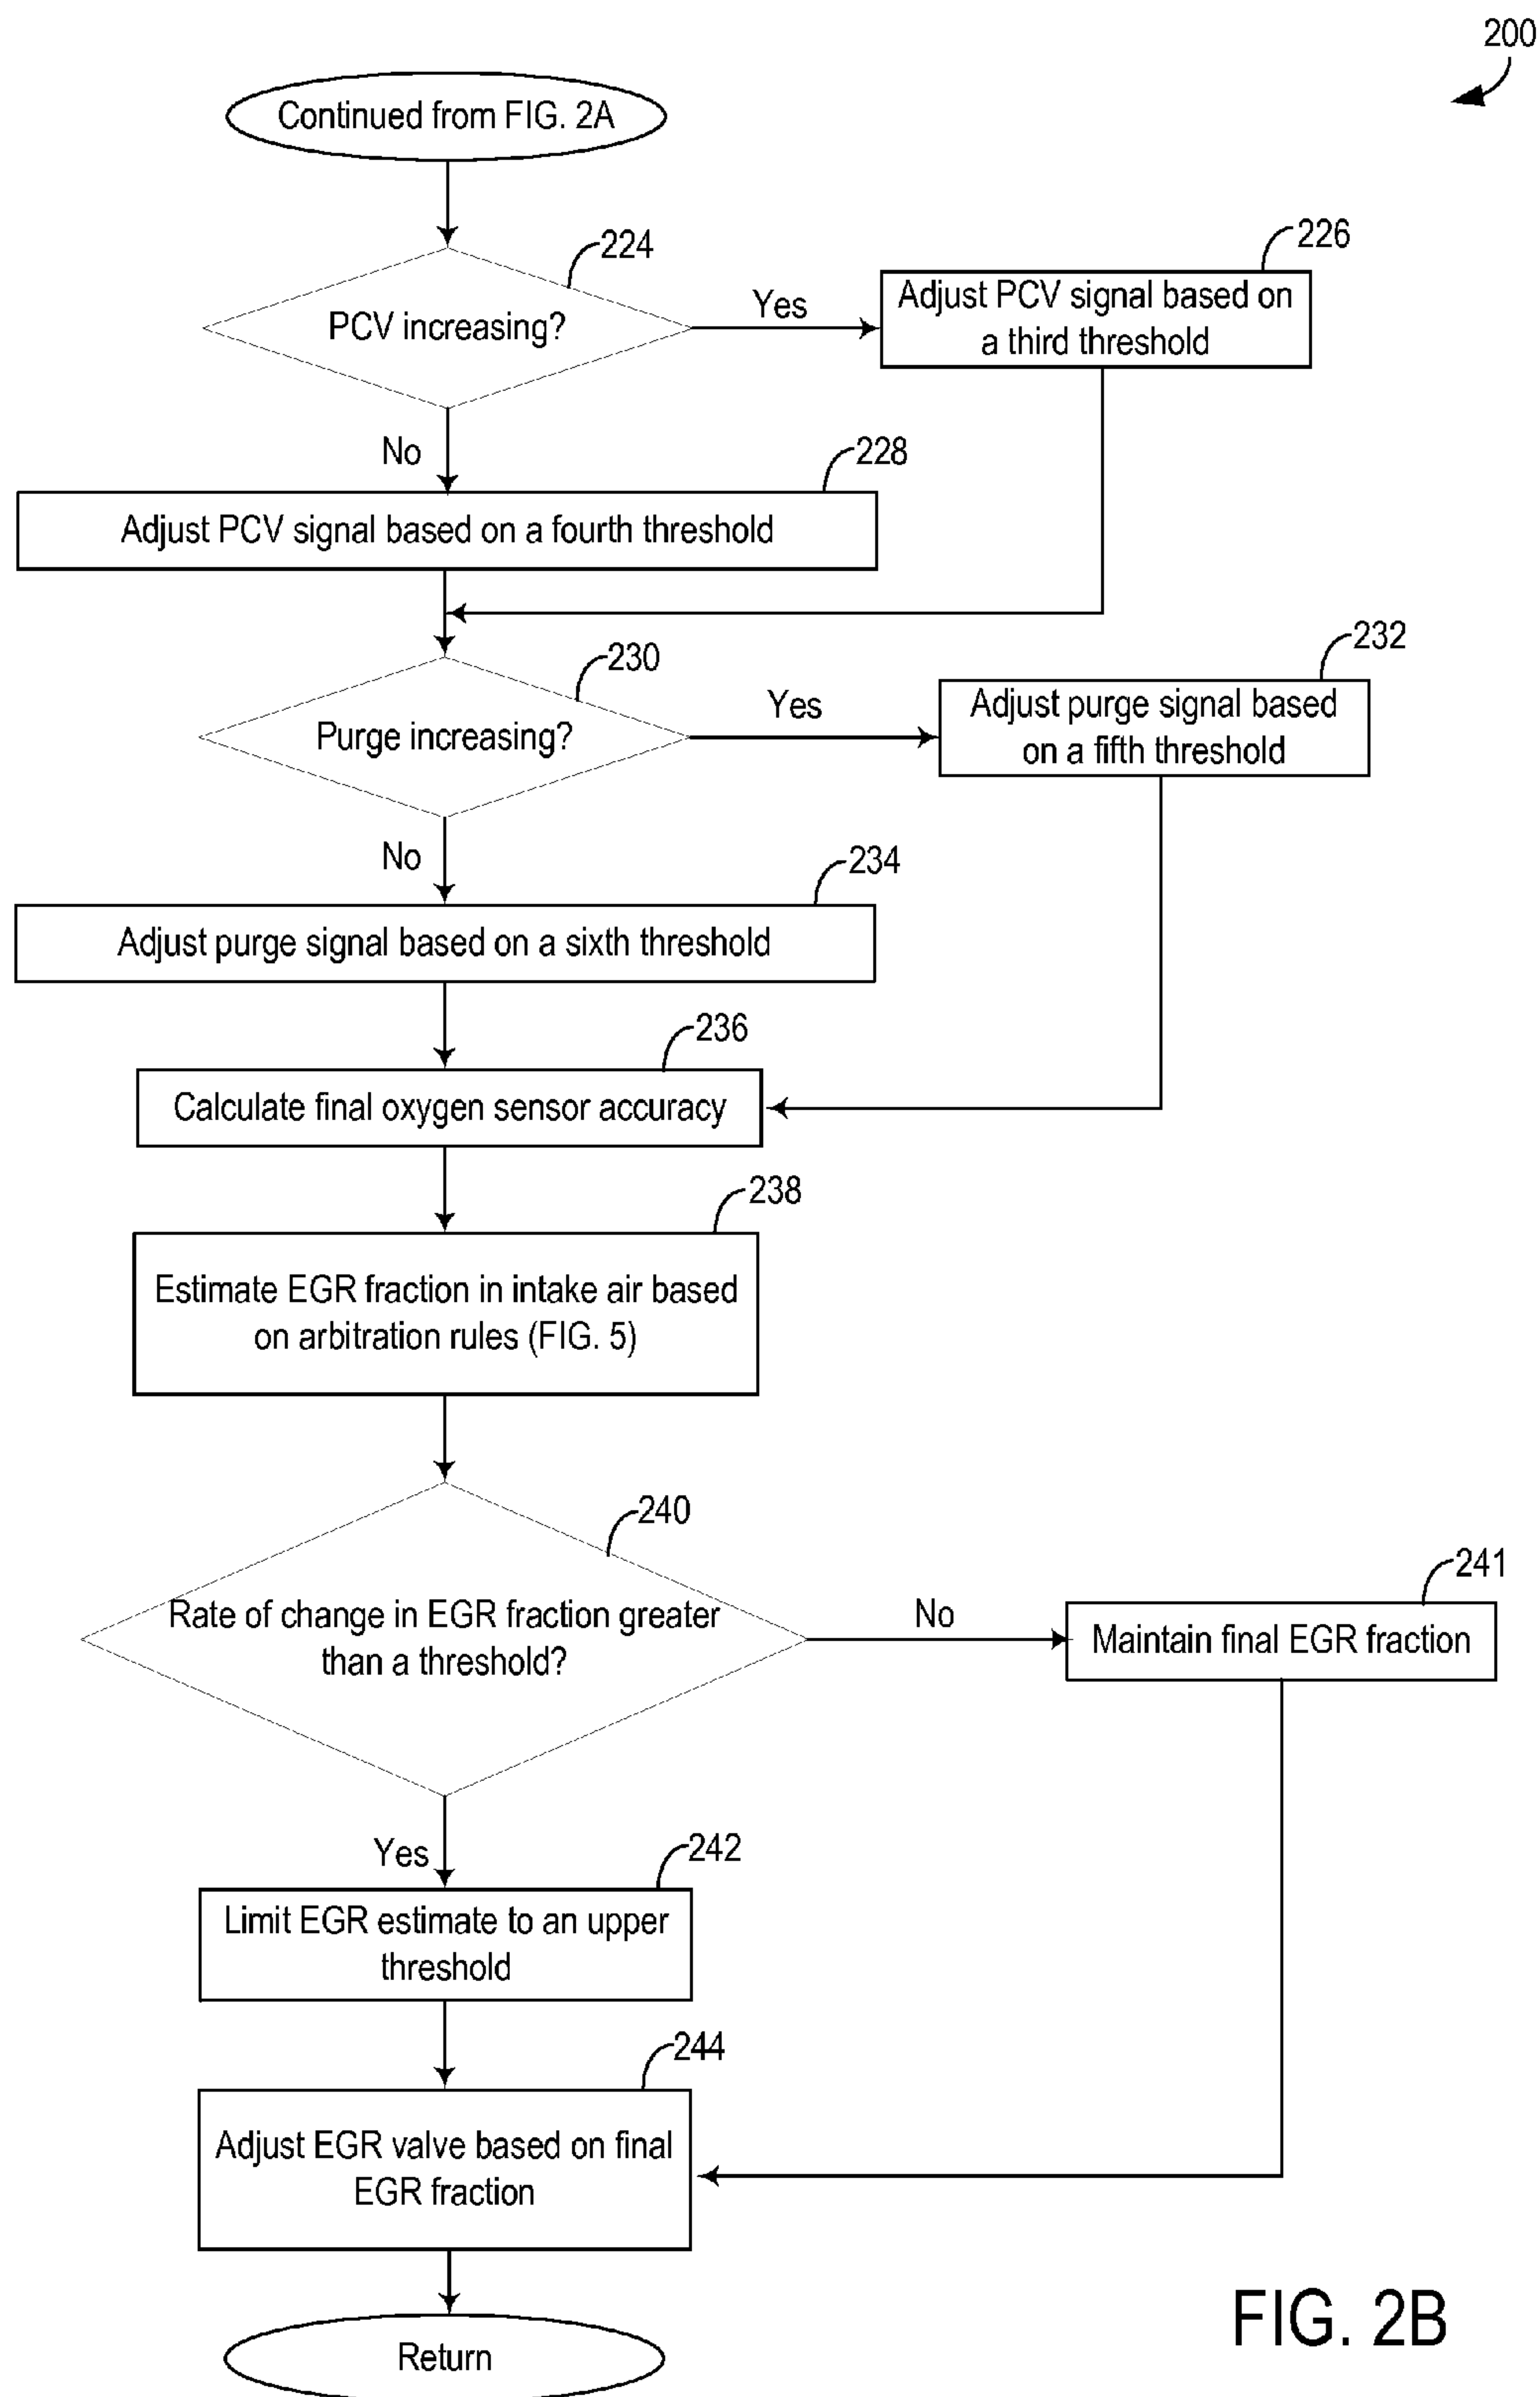 200
Continued from FIG. 2A
224
PCV increasing?
Yes
226
Adjust PCV signal based on
a third threshold
No
228
Adjust PCV signal based on a fourth threshold
230
Purge increasing?
Yes
232
Adjust purge signal based
on a fifth threshold
No
234
Adjust purge signal based on a sixth threshold
236
Calculate final oxygen sensor accuracy
238
Estimate EGR fraction in intake air based
on arbitration rules (FIG. 5)
240
Rate of change in EGR fraction greater
than a threshold?
No
241
Maintain final EGR fraction
Yes
242
Limit EGR estimate to an upper
threshold
244
Adjust EGR valve based on final
EGR fraction
Return
FIG. 2B